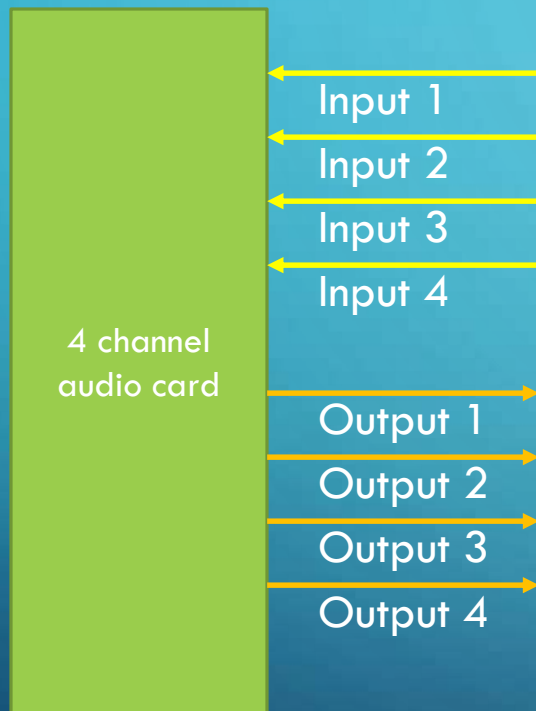 Input 1
Input 2
Input 3
Input 4
4 channel
audio card
Output 1
Output 2
Output 3
Output 4